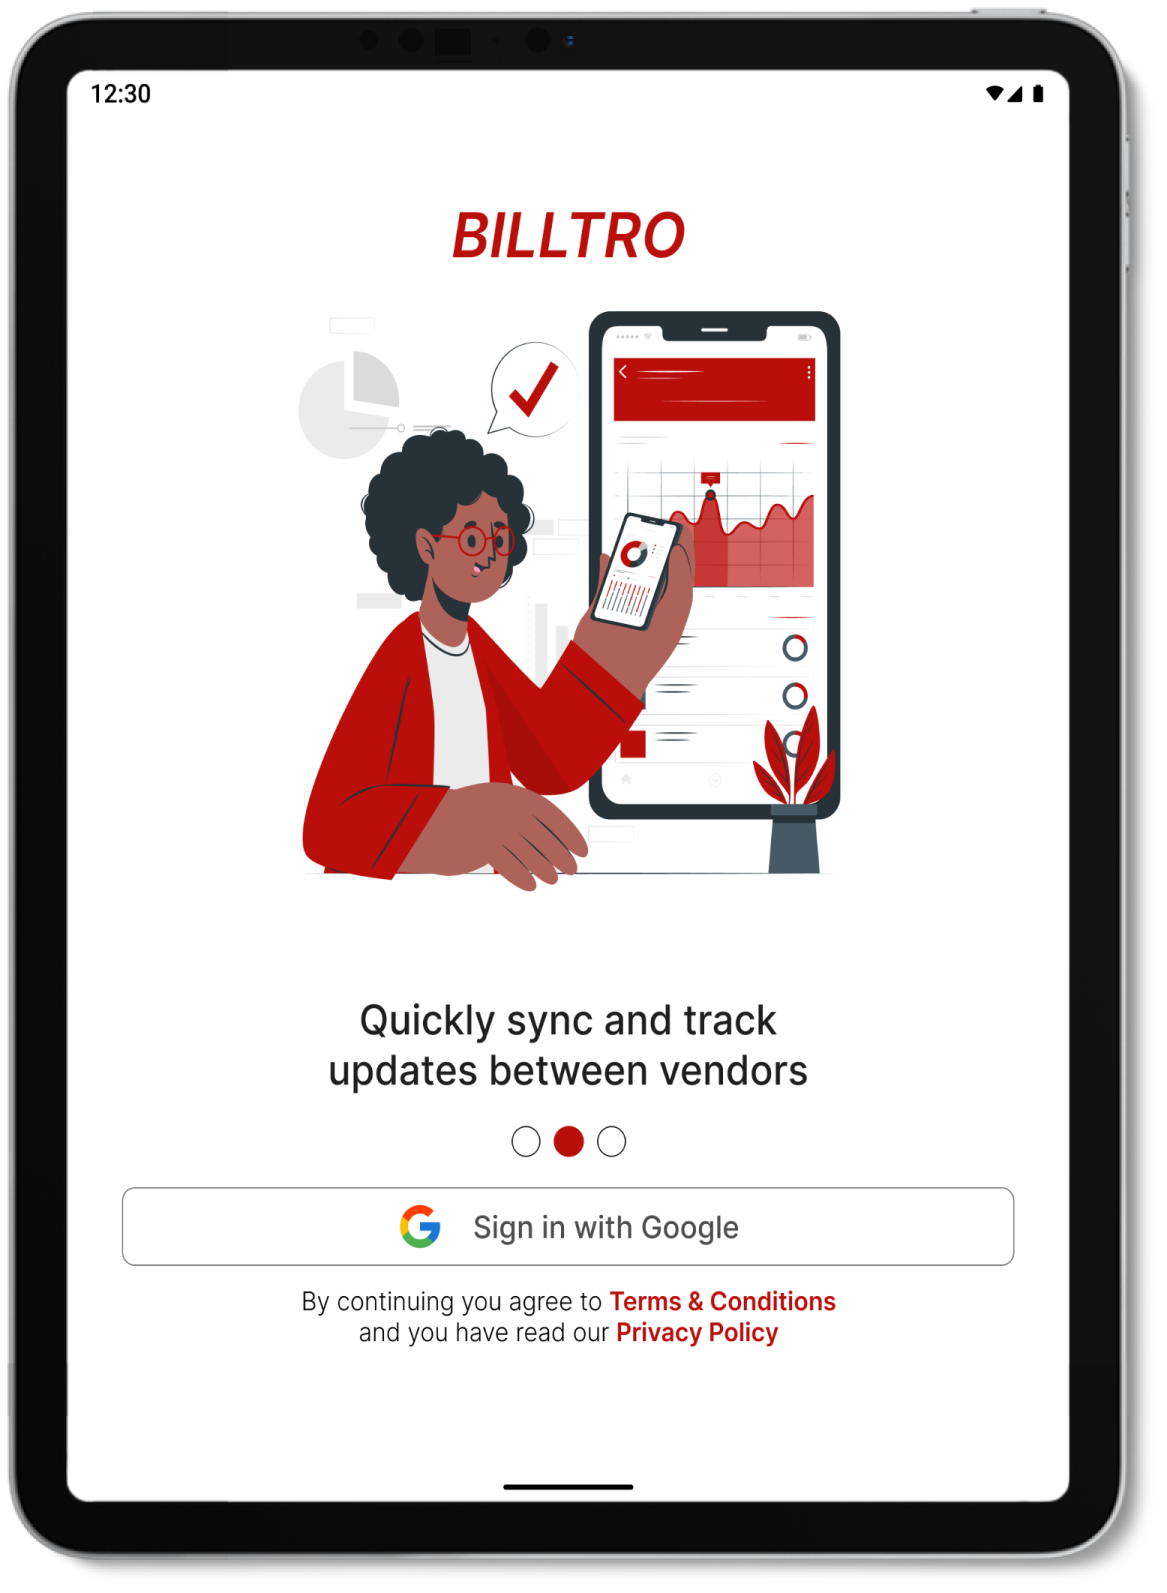 12:30
BILLTRO
Quickly sync and track
updates between vendors
Sign in with Google
By continuing you agree to Terms & Conditions
and you have read our Privacy Policy